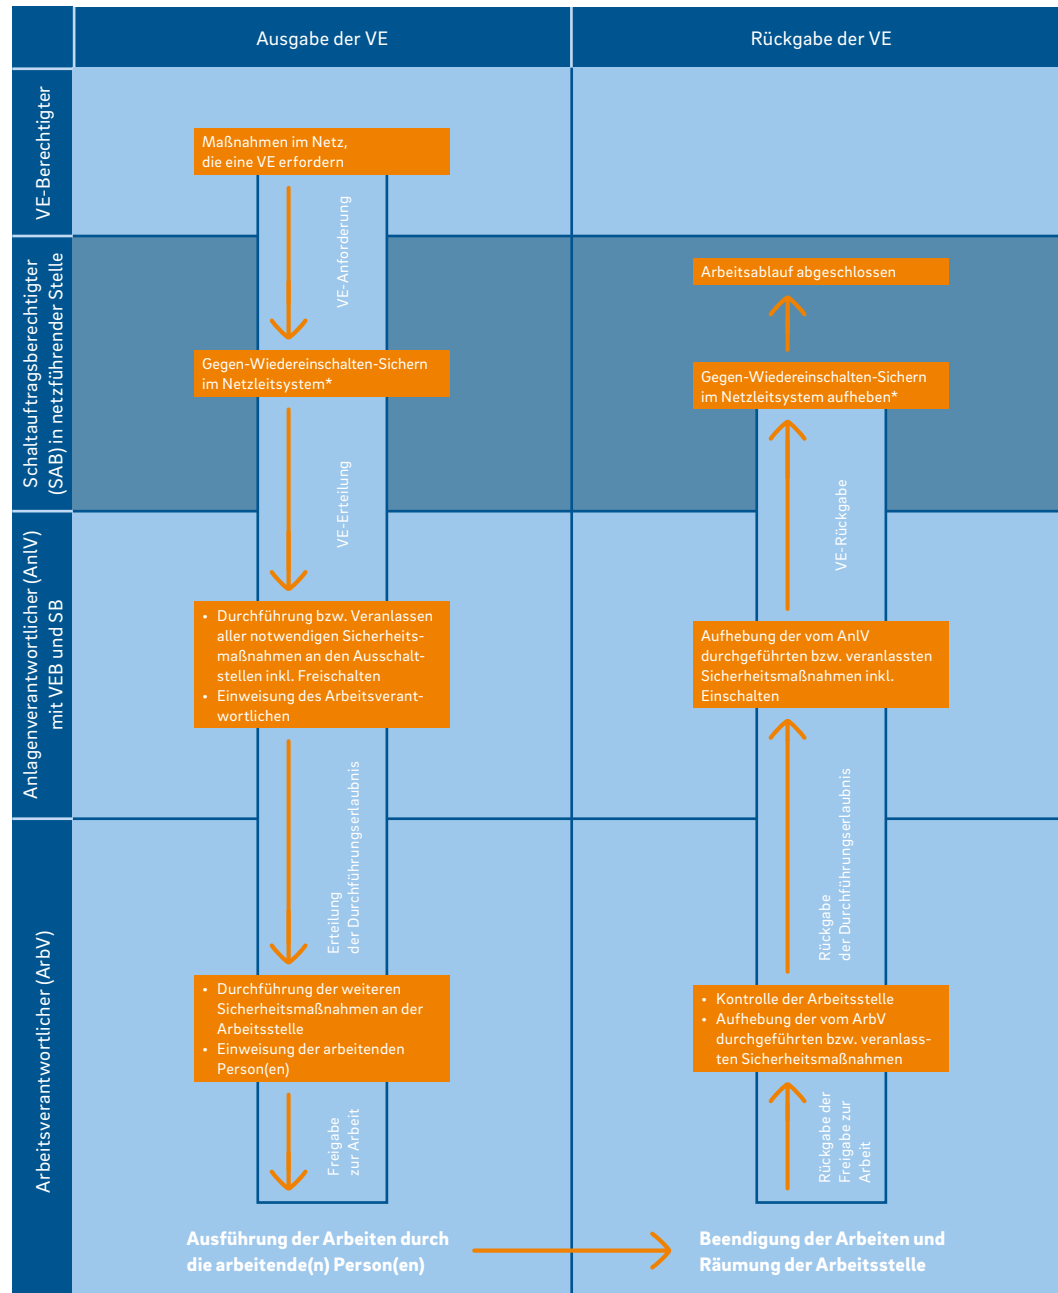 Ausgabe der VE
Rückgabe der VE
VE-Berechtigter
Maßnahmen im Netz,
die eine VE erfordern
VE-Anforderung
Schaltauftragsberechtigter
(SAB) in netzführender Stelle
Gegen-Wiedereinschalten-Sichern
im Netzleitsystem*
VE-Erteilung
Arbeitsablauf abgeschlossen
Gegen-Wiedereinschalten-Sichern
im Netzleitsystem aufheben*
VE-Rückgabe
Anlagenverantwortlicher (AnlV)
mit VEB und SB
• Durchführung bzw. Veranlassen
aller notwendigen Sicherheits-
maßnahmen an den Ausschalt-
stellen inkl. Freischalten
• Einweisung des Arbeitsverant-
wortlichen
Erteilung
der Durchführungserlaubnis
Aufhebung der vom AnlV
durchgeführten bzw. veranlassten
Sicherheitsmaßnahmen inkl.
Einschalten
Rückgabe
der Durchführungserlaubnis
Arbeitsverantwortlicher (ArbV)
• Durchführung der weiteren
Sicherheitsmaßnahmen an der
Arbeitsstelle
• Einweisung der arbeitenden
Person(en)
Freigabe
zur Arbeit
• Kontrolle der Arbeitsstelle
• Aufhebung der vom ArbV
durchgeführten bzw. veranlass-
ten Sicherheitsmaßnahmen
Rückgabe der
Freigabe zur
Arbeit
Ausführung der Arbeiten durch
die arbeitende(n) Person(en)
Beendigung der Arbeiten und
Räumung der Arbeitsstelle